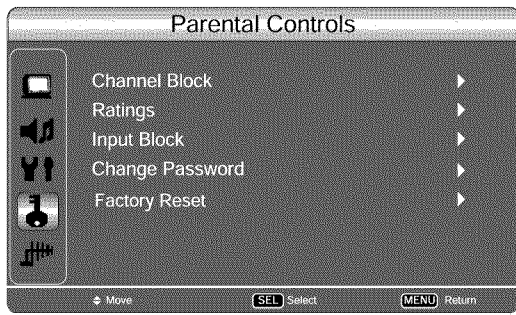 Parental Controls
Channel Block
Ratings
Input Block
Change Password
Factory Reset
Move SEL Select MENU Return